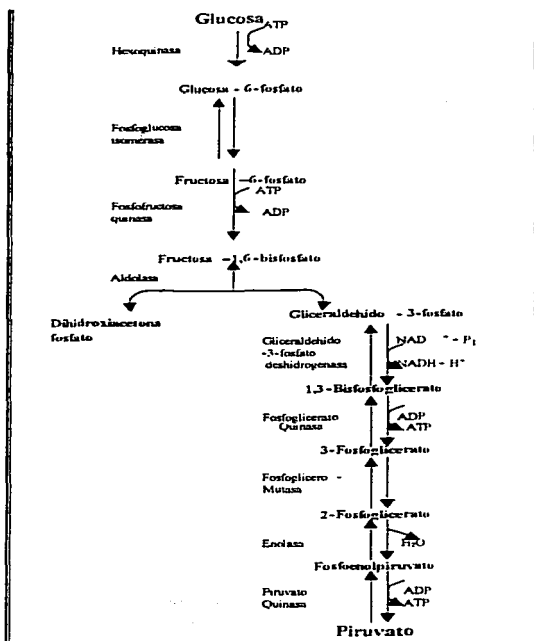 Glucosa
ATP
Hexoquinasa
ADP
Glucosa - 6-fosfato
Fosfoglucosa
isomerasa
Fructosa -6-fosfato
ATP
Fosfofructosa
quinasa
ADP
Fructosa -1,6-bisfosfato
Aldolasa
Dihidroxiacetona
fosfato
Gliceraldehido - 3-fosfato
Gliceraldehido
-3-fosfato
deshidrogenasa
NAD + - Pi
NADH - H+
1,3-Bisfosfoglicerato
Fosfoglicerato
Quinasa
ADP
ATP
3-Fosfoglicerato
Fosfoglicero -
Mutasa
2-Fosfoglicerato
Enolasa
H2O
Fosfoenolpiruvato
Piruvato
Quinasa
ADP
ATP
Piruvato